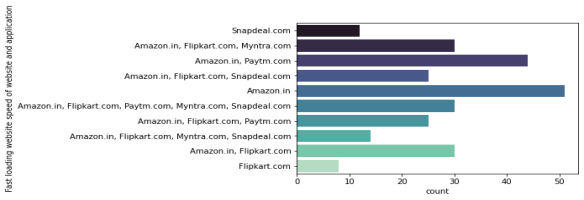 Fast loading website speed of website and application
Snapdeal.com
Amazon.in, Flipkart.com, Myntra.com
Amazon.in, Paytm.com
Amazon.in, Flipkart.com, Snapdeal.com
Amazon.in
Amazon.in, Flipkart.com, Paytm.com, Myntra.com, Snapdeal.com
Amazon.in, Flipkart.com, Paytm.com
Amazon.in, Flipkart.com, Myntra.com, Snapdeal.com
Amazon.in, Flipkart.com
Flipkart.com
0 10 20 30 40 50
count